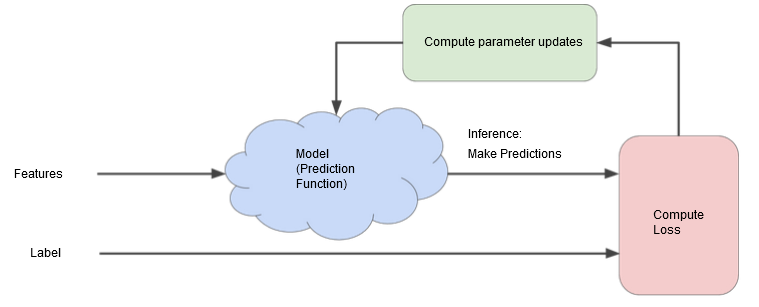 Compute parameter updates
Inference:
Make Predictions
Model
(Prediction
Function)
Features
Compute
Loss
Label